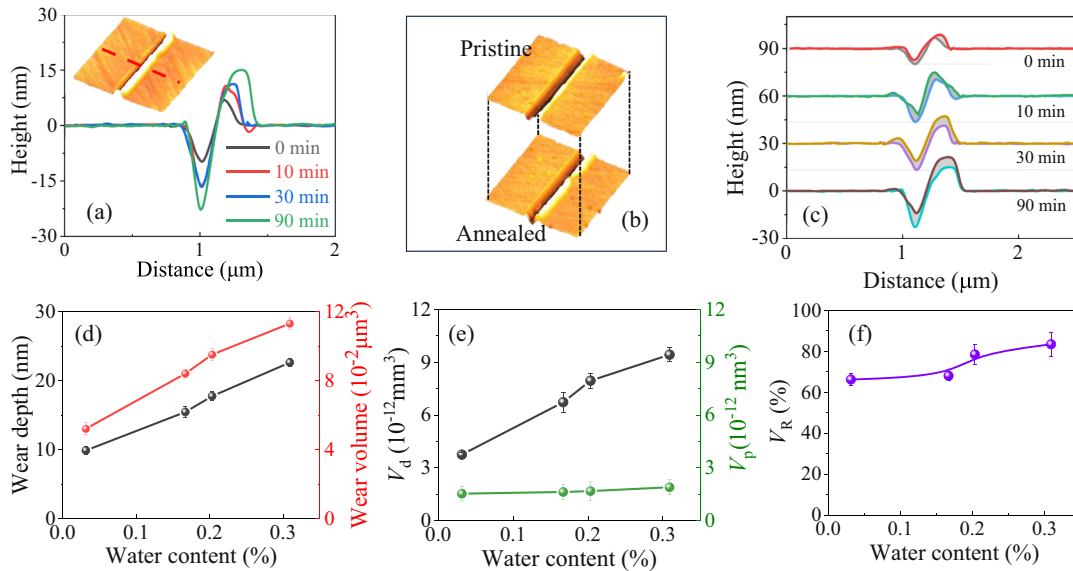 30
15
0
-15
-30
Height (nm)
0 min
10 min
30 min
90 min
(a)
0
1
2
Distance (μm)
Pristine
Annealed
(b)
90
60
30
0
-30
Height (nm)
0 min
10 min
30 min
90 min
(c)
0
1
2
Distance (μm)
30
20
10
0
Wear depth (nm)
(d)
12
8
4
0
Wear volume (10⁻²μm³)
0.0 0.1 0.2 0.3
Water content (%)
12
9
6
3
0
V_d (10⁻¹²mm³)
(e)
12
9
6
3
0
V_p(10⁻¹² nm³)
0.0 0.1 0.2 0.3
Water content (%)
100
80
60
40
20
0
V_R (%)
(f)
0.0 0.1 0.2 0.3
Water content (%)